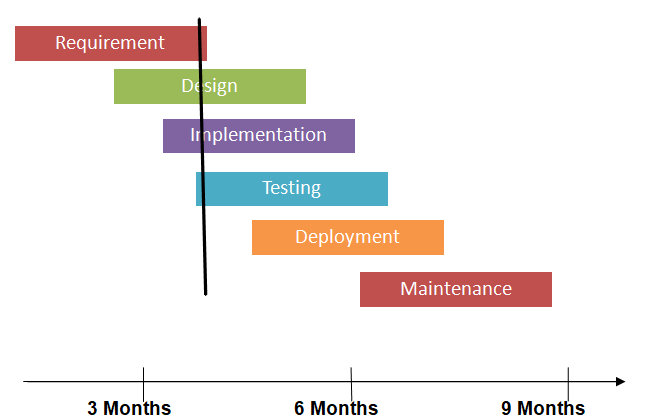 Requirement
Design
Implementation
Testing
Deployment
Maintenance
3 Months 6 Months 9 Months